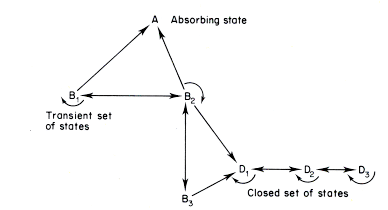 A Absorbing state
B1 B2
Transient set
of states
D1 D2 D3
Closed set of states
B3